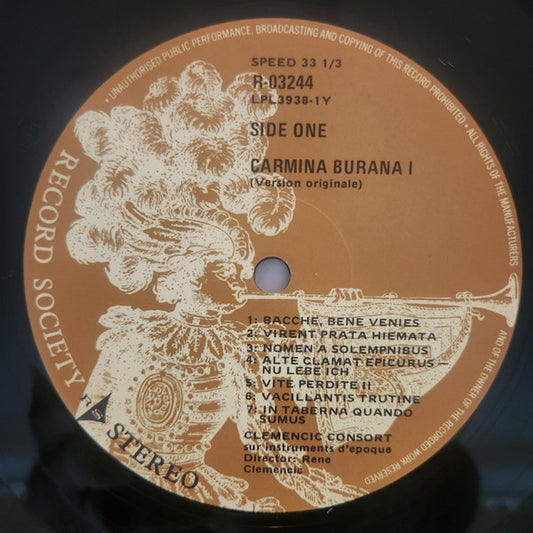 • UNAUTHORISED PUBLIC PERFORMANCE, BROADCASTING AND COPYING OF THIS RECORD PROHIBITED • ALL RIGHTS OF THE MANUFACTURERS AND OF THE OWNER OF THE RECORDED WORK RESERVED
SPEED 33 1/3
R-03244
LPL3938-1Y
SIDE ONE
CARMINA BURANA I
(Version originale)
1: BACCHE, BENE VENIES
2: VIRENT PRATA HIEMATA
3: NOMEN A SOLEMPNIBUS
4: ALTE CLAMAT EPICURUS —
NU LEBE ICH
5: VITE PERDITE II
6: VACILLANTIS TRUTINE
7: IN TABERNA QUANDO
SUMUS
CLEMENCIC CONSORT
sur instruments d'epoque
Director: Rene
Clemencic
RECORD SOCIETY
RS
STEREO